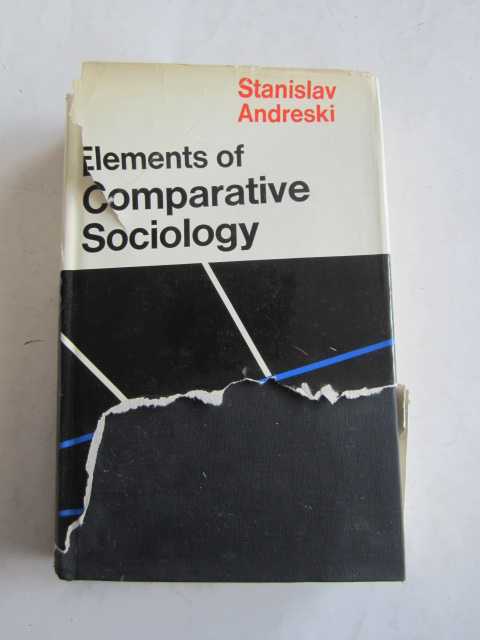 Stanislav
Andreski
Elements of
Comparative
Sociology